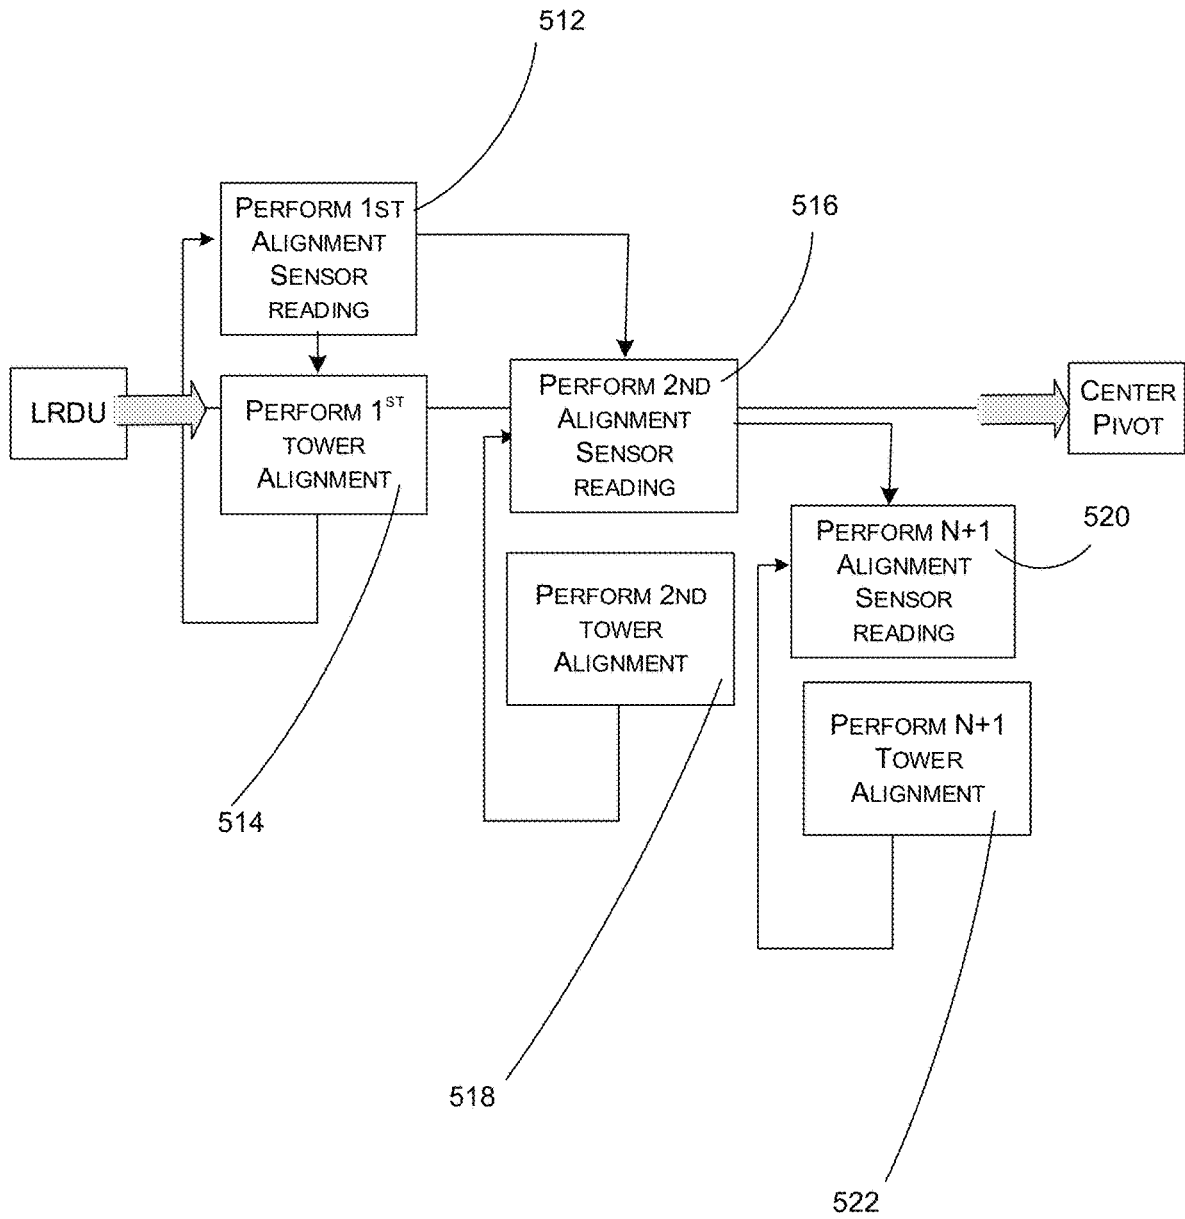 512
PERFORM 1ST
ALIGNMENT
SENSOR
READING
516
LRDU
PERFORM 1ST
TOWER
ALIGNMENT
PERFORM 2ND
ALIGNMENT
SENSOR
READING
CENTER
PIVOT
PERFORM N+1
ALIGNMENT
SENSOR
READING
520
PERFORM 2ND
TOWER
ALIGNMENT
PERFORM N+1
TOWER
ALIGNMENT
514
518
522